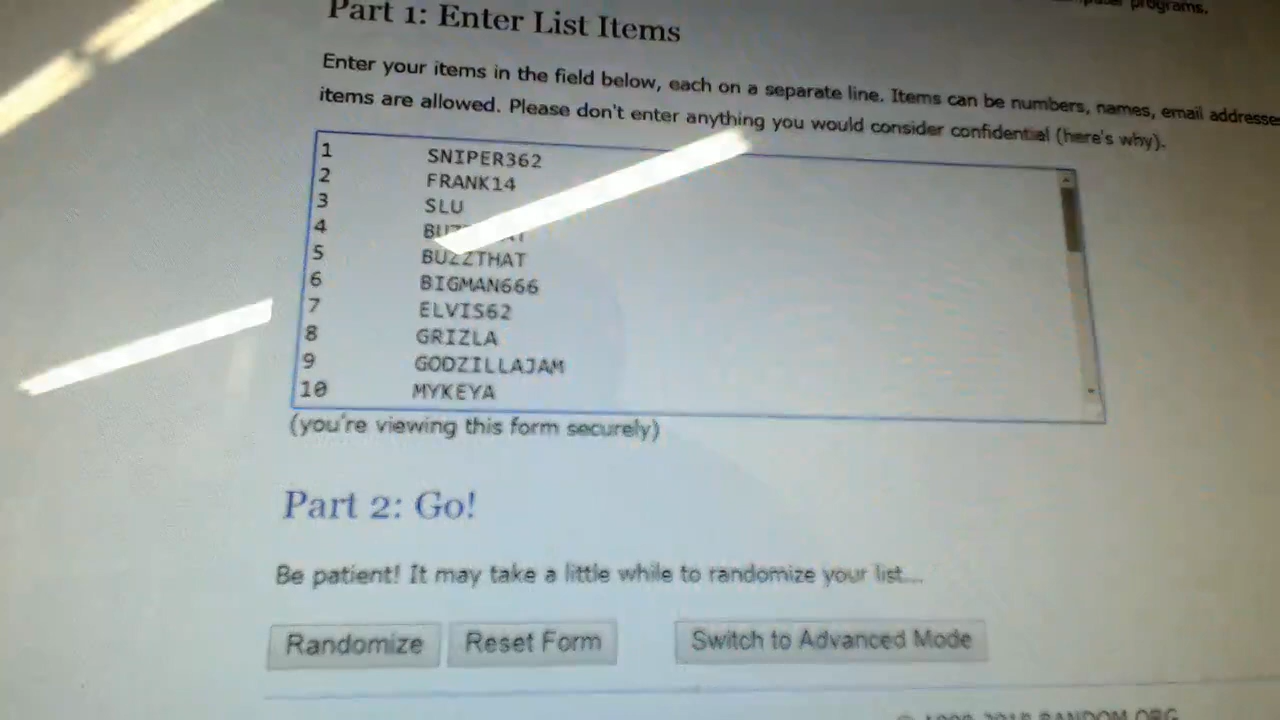 programs.
Part 1: Enter List Items
Enter your items in the field below, each on a separate line. Items can be numbers, names, email addresses
items are allowed. Please don't enter anything you would consider confidential (here's why).
1 SNIPER362
2 FRANK14
3 SLU
4
5 BUZZTHAT
6 BIGMAN666
7 ELVIS62
8 GRIZLA
9 GODZILLAJAM
10 MYKEYA
(you're viewing this form securely)
Part 2: Go!
Be patient! It may take a little while to randomize your list...
Randomize Reset Form Switch to Advanced Mode
RANDOM.ORG